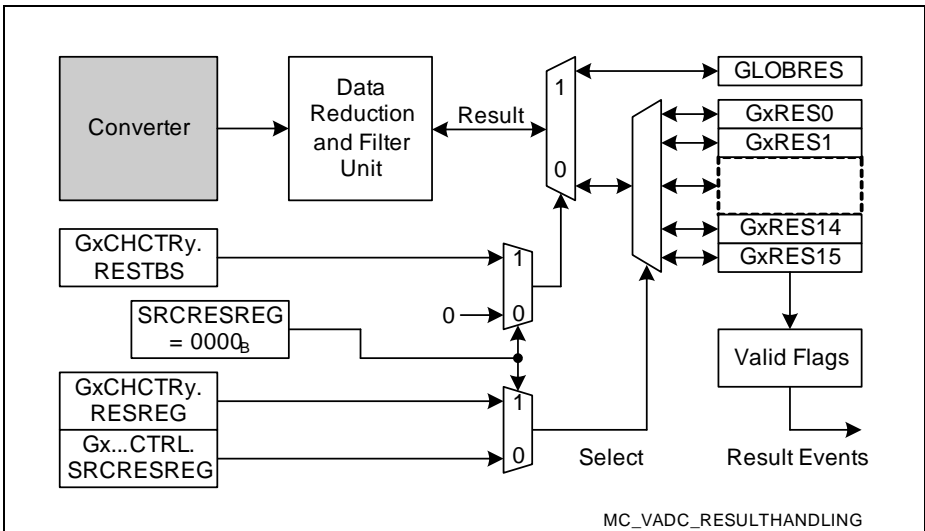 Converter
Data
Reduction
and Filter
Unit
Result
1
0
GLOBRES
GxRES0
GxRES1
GxRES14
GxRES15
GxCHCTRy.
RESTBS
1
0
0
SRCRESREG
= 0000B
GxCHCTRy.
RESREG
Gx...CTRL.
SRCRESREG
1
0
Select
Valid Flags
Result Events
MC_VADC_RESULTHANDLING